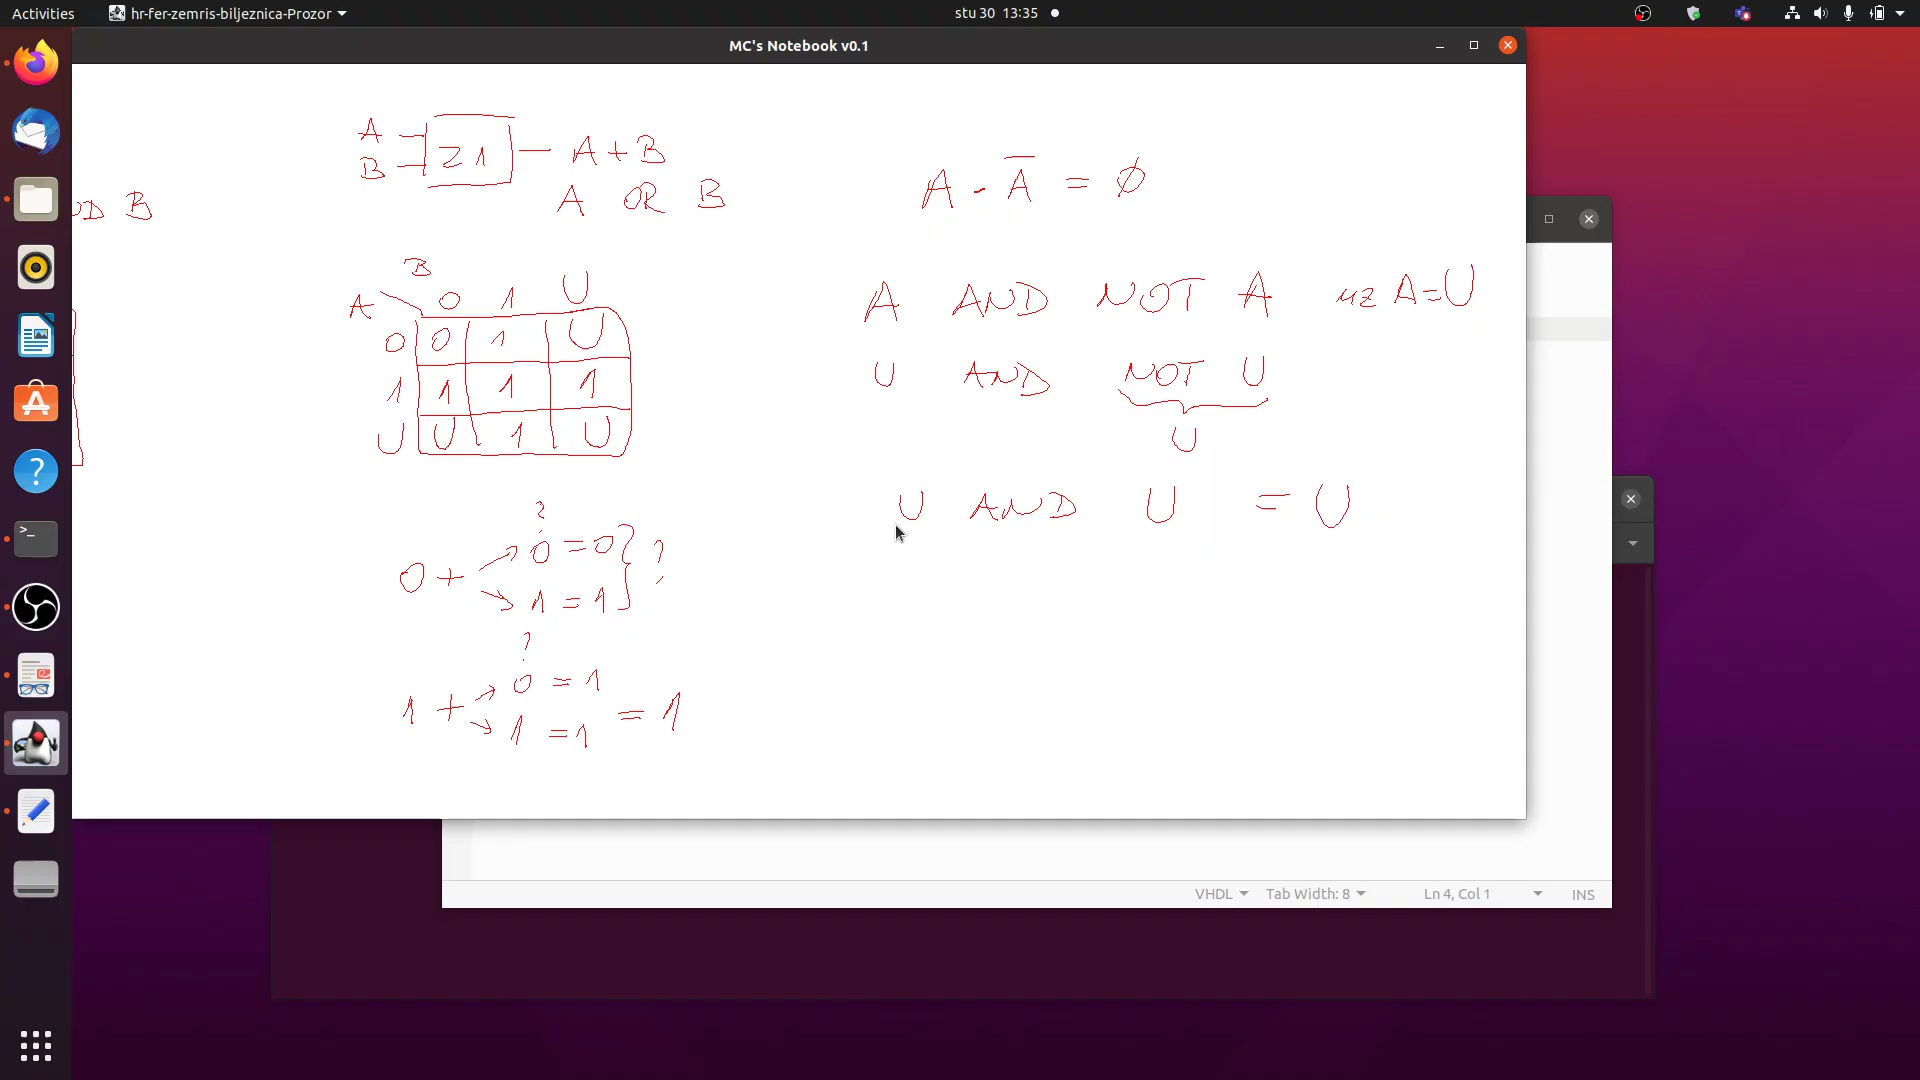 Activities hr-fer-zemris-biljeznica-Prozor stu 30 13:35
MC's Notebook v0.1
B
A
B
≥1
A + B
A OR B
B
A 0 1 U
0 0 1 U
1 1 1 1
U U 1 U
?
0 + 0 = 0 } ?
1 = 1
?
1 + 0 = 1
1 = 1
= 1
A · A̅ = ∅
A AND NOT A uz A=U
U AND NOT U
U
U AND U = U
VHDL Tab Width: 8 Ln 4, Col 1 INS